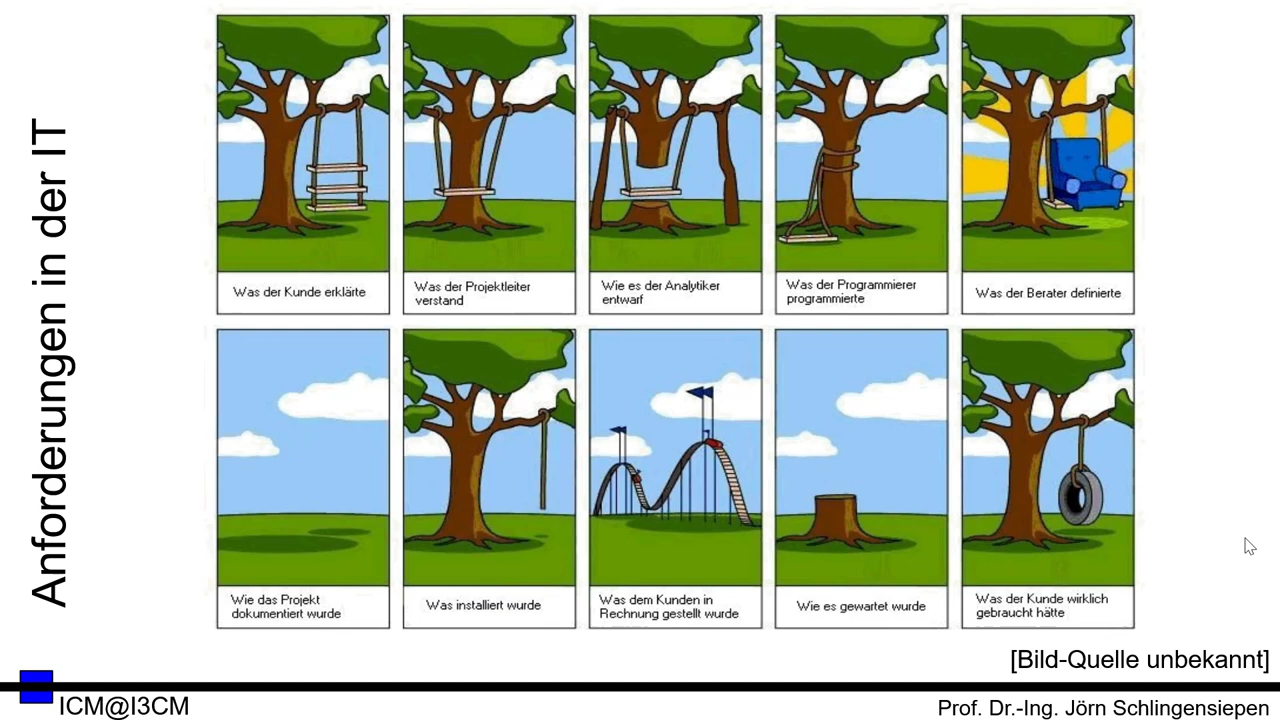 Anforderungen in der IT
Was der Kunde erklärte
Was der Projektleiter
verstand
Wie es der Analytiker
entwarf
Was der Programmierer
programmierte
Was der Berater definierte
Wie das Projekt
dokumentiert wurde
Was installiert wurde
Was dem Kunden in
Rechnung gestellt wurde
Wie es gewartet wurde
Was der Kunde wirklich
gebraucht hätte
[Bild-Quelle unbekannt]
ICM@I3CM
Prof. Dr.-Ing. Jörn Schlingensiepen